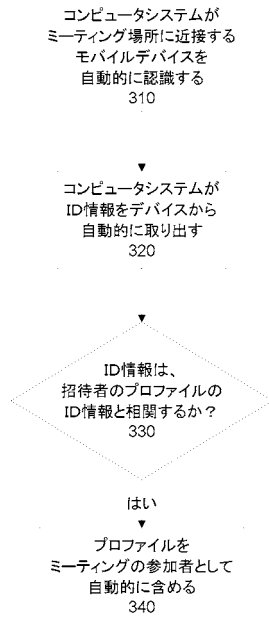 コンピュータシステムが
ミーティング場所に近接する
モバイルデバイスを
自動的に認識する
310
コンピュータシステムが
ID情報をデバイスから
自動的に取り出す
320
ID情報は、
招待者のプロファイルの
ID情報と相関するか？
330
はい
プロファイルを
ミーティングの参加者として
自動的に含める
340